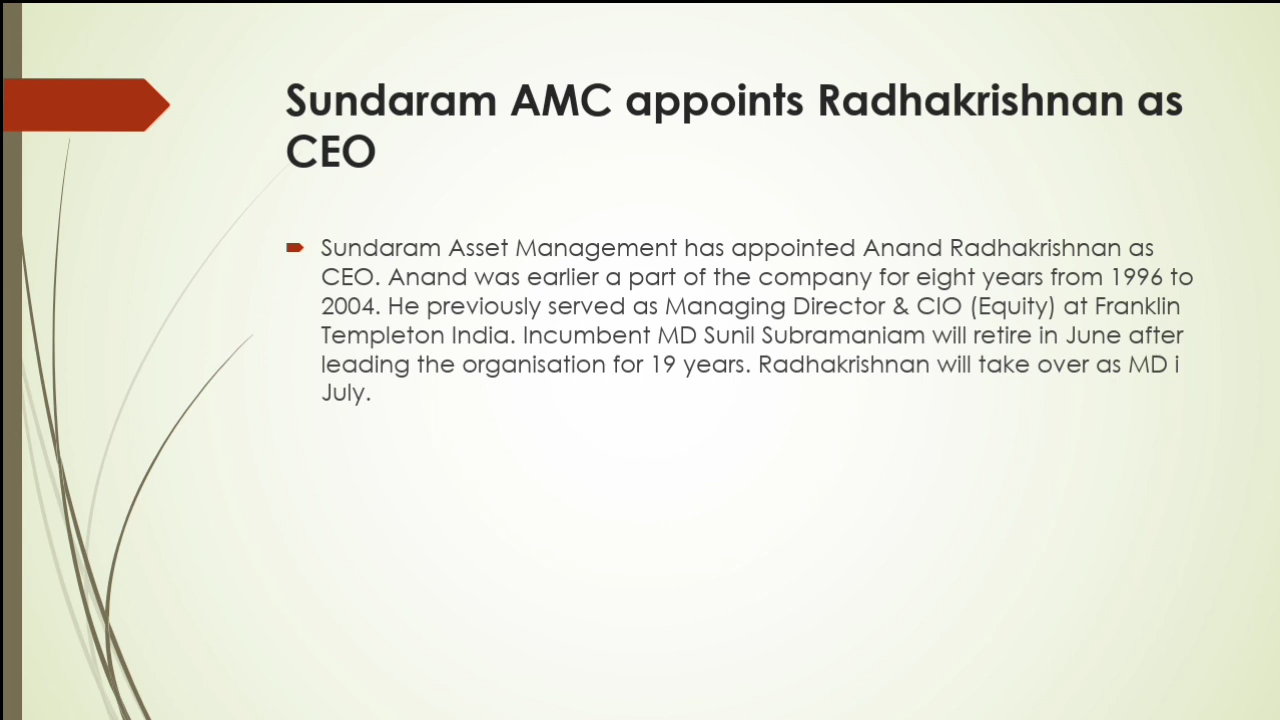 Sundaram AMC appoints Radhakrishnan as
CEO
Sundaram Asset Management has appointed Anand Radhakrishnan as
CEO. Anand was earlier a part of the company for eight years from 1996 to
2004. He previously served as Managing Director & CIO (Equity) at Franklin
Templeton India. Incumbent MD Sunil Subramaniam will retire in June after
leading the organisation for 19 years. Radhakrishnan will take over as MD i
July.